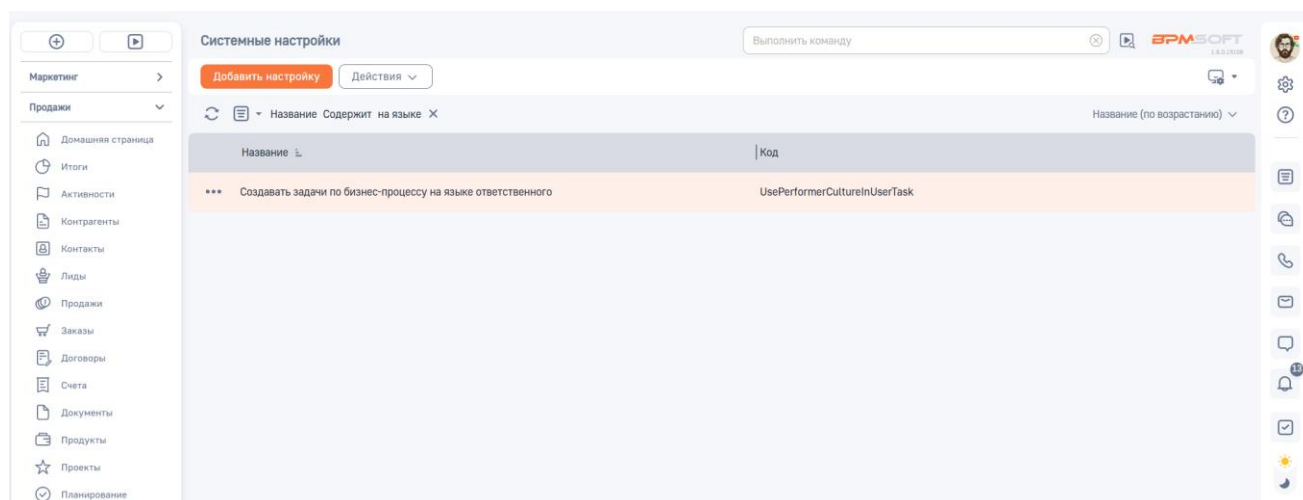 Системные настройки
Выполнить команду
BPMSOFT
Маркетинг
Добавить настройку
Действия
Продажи
Название Содержит на языке
Название (по возрастанию)
Домашняя страница
Название
Код
Итоги
Активности
Создавать задачи по бизнес-процессу на языке ответственного
UsePerformerCultureInUserTask
Контрагенты
Контакты
Лиды
Продажи
Заказы
Договоры
Счета
13
Документы
Продукты
Проекты
Планирование